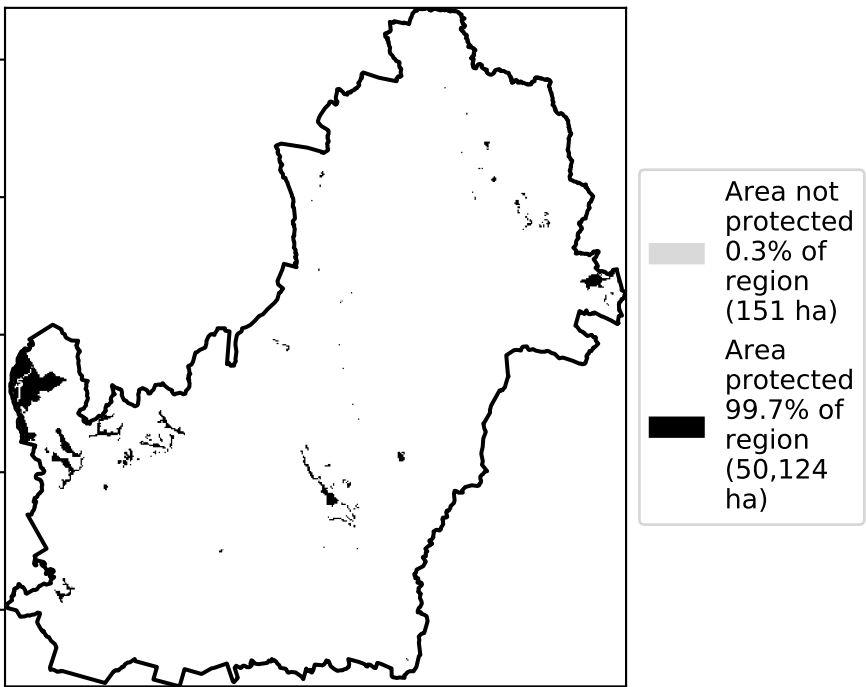 Area not
protected
0.3% of
region
(151 ha)
Area
protected
99.7% of
region
(50,124
ha)